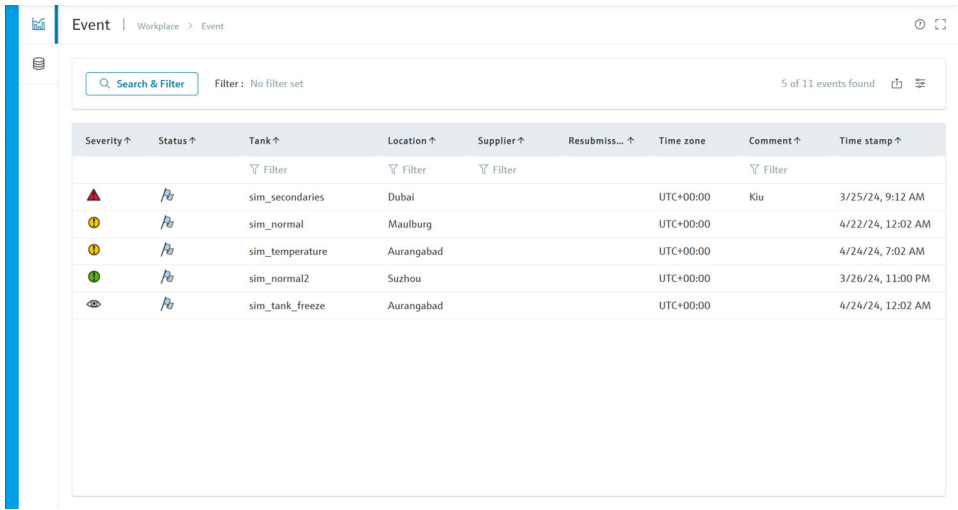 Event | Workplace > Event
Search & Filter Filter : No filter set 5 of 11 events found
Severity ↑ Status ↑ Tank ↑ Location ↑ Supplier ↑ Resubmiss... ↑ Time zone Comment ↑ Time stamp ↑
Filter Filter Filter Filter
sim_secondaries Dubai UTC+00:00 Kiu 3/25/24, 9:12 AM
sim_normal Maulburg UTC+00:00 4/22/24, 12:02 AM
sim_temperature Aurangabad UTC+00:00 4/24/24, 7:02 AM
sim_normal2 Suzhou UTC+00:00 3/26/24, 11:00 PM
sim_tank_freeze Aurangabad UTC+00:00 4/24/24, 12:02 AM